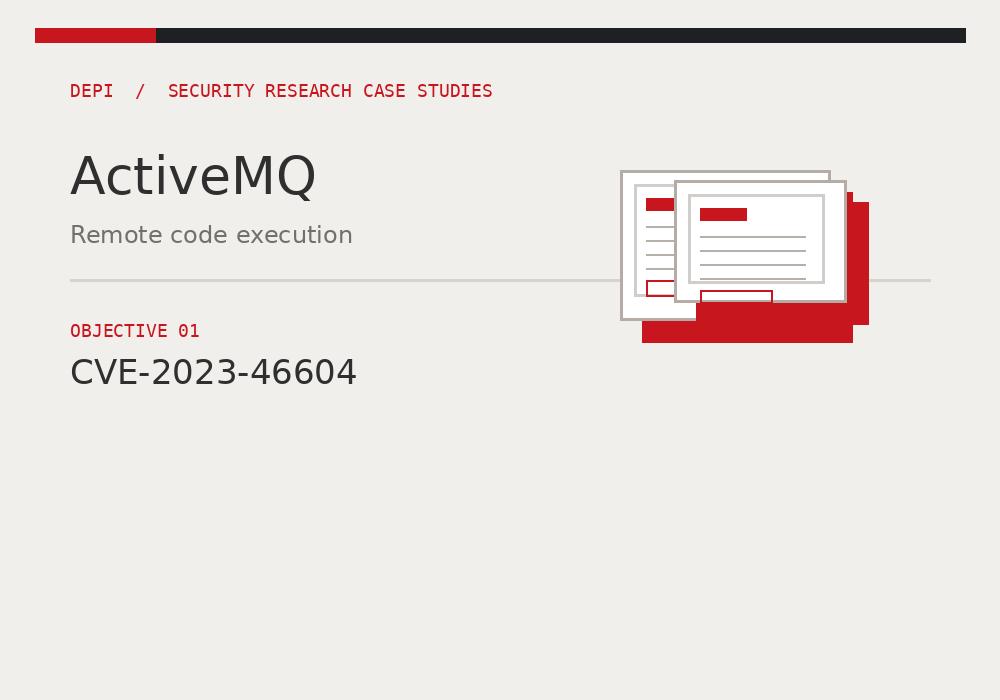 DEPI / SECURITY RESEARCH CASE STUDIES
ActiveMQ
Remote code execution
OBJECTIVE 01
CVE-2023-46604